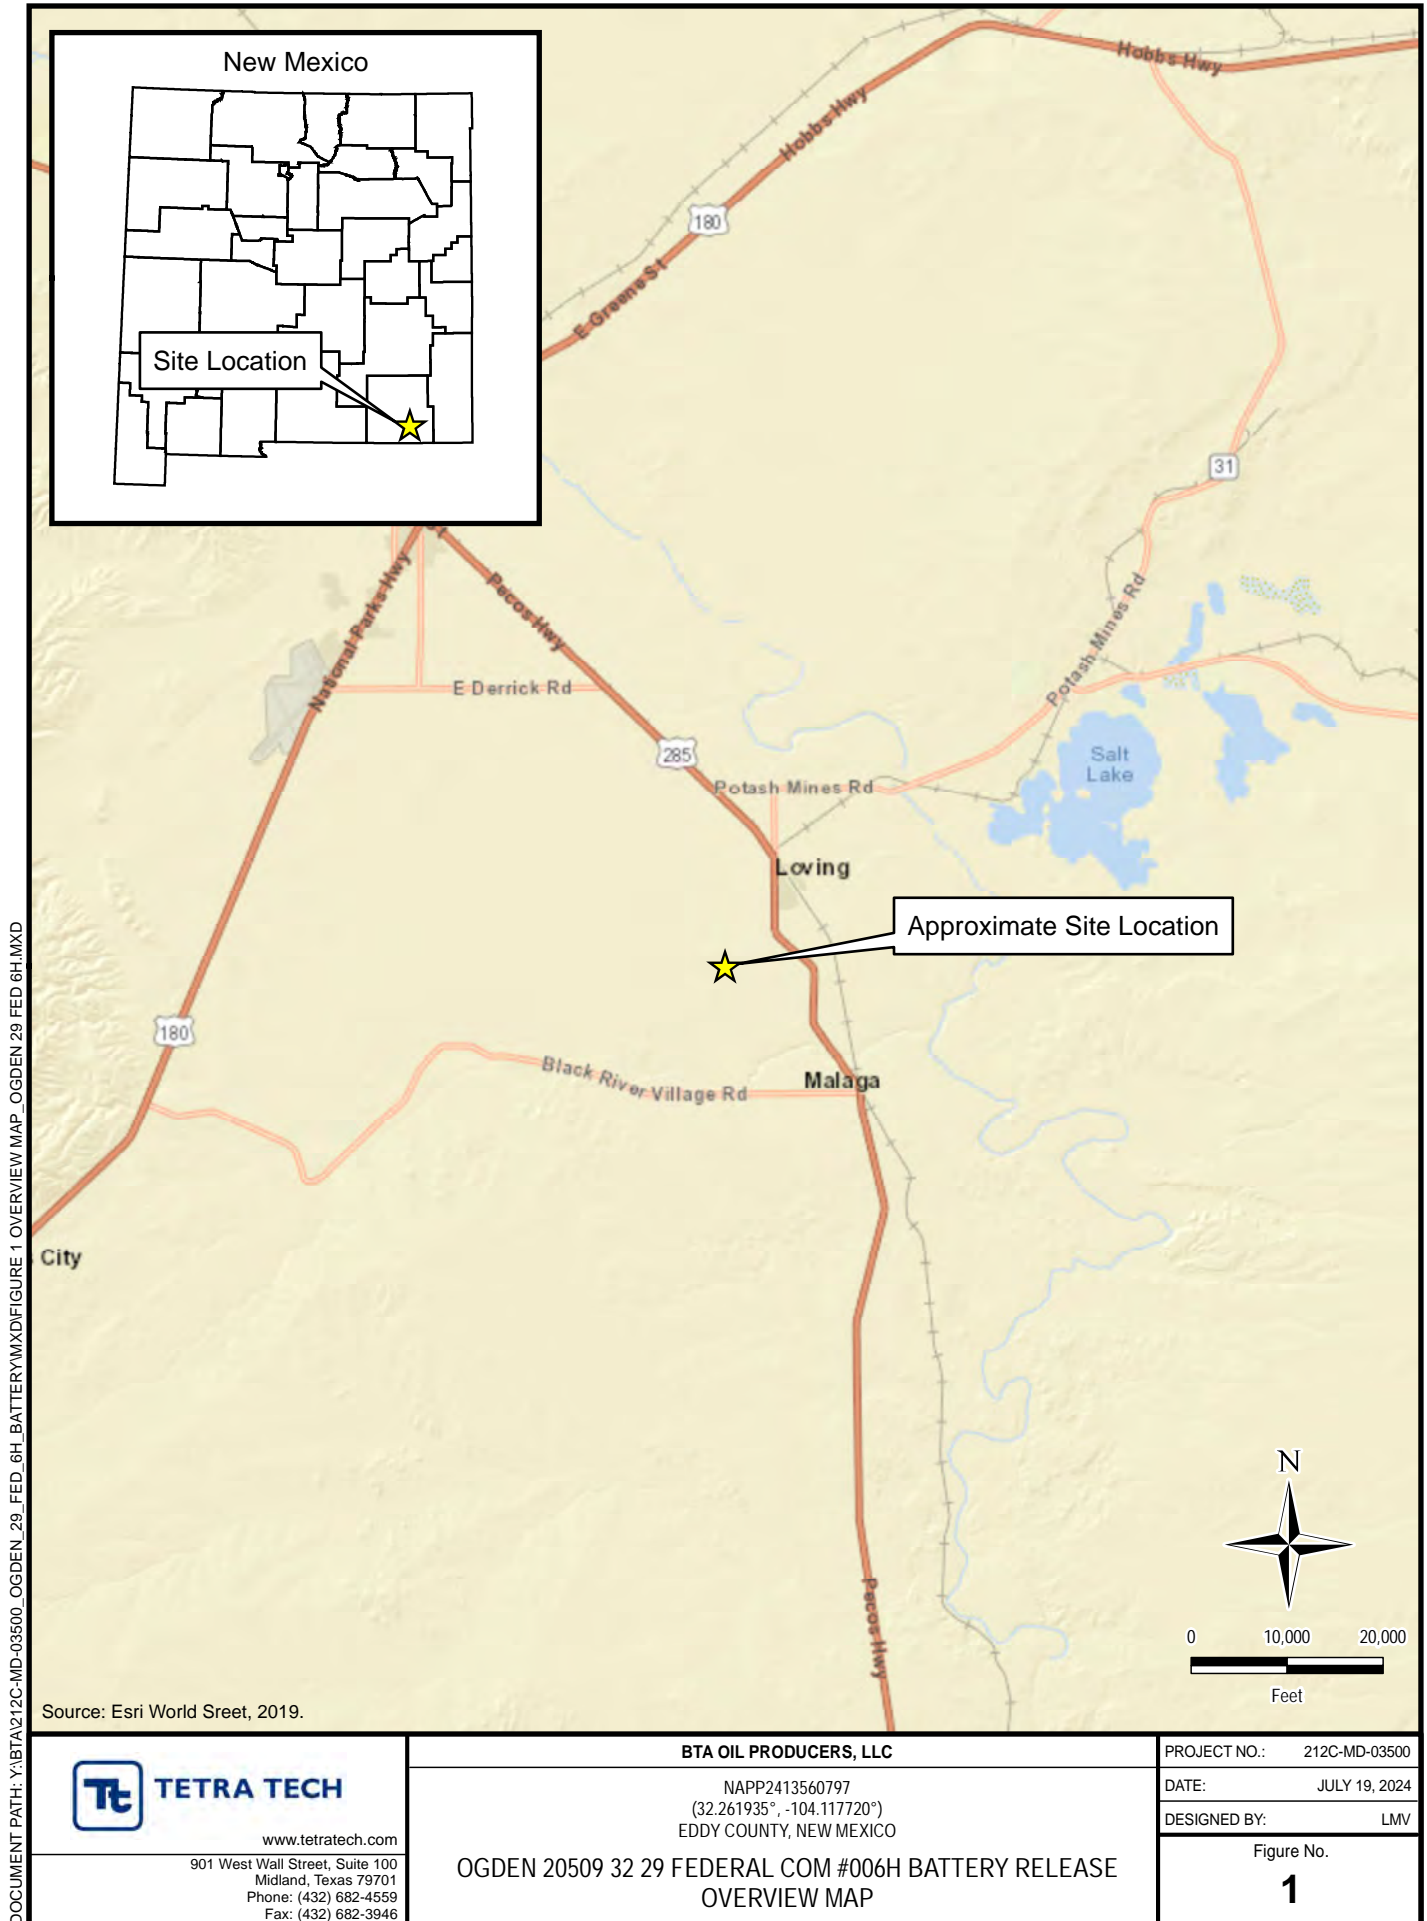 New Mexico
Site Location
Hobbs Hwy
Hobbs Hwy
180
E Greene St
31
National Parks Hwy
Pecos Hwy
Potash Mines Rd
E Derrick Rd
285
Salt
Lake
Potash Mines Rd
Loving
Approximate Site Location
180
Black River Village Rd
Malaga
City
Pecos Hwy
N
0 10,000 20,000
Feet
Source: Esri World Sreet, 2019.
DOCUMENT PATH: Y:\BTA\212C-MD-03500_OGDEN_29_FED_6H_BATTERY\MXD\FIGURE 1 OVERVIEW MAP_OGDEN 29 FED 6H.MXD
Tt TETRA TECH
www.tetratech.com
901 West Wall Street, Suite 100
Midland, Texas 79701
Phone: (432) 682-4559
Fax: (432) 682-3946
BTA OIL PRODUCERS, LLC
NAPP2413560797
(32.261935°, -104.117720°)
EDDY COUNTY, NEW MEXICO
OGDEN 20509 32 29 FEDERAL COM #006H BATTERY RELEASE
OVERVIEW MAP
PROJECT NO.: 212C-MD-03500
DATE: JULY 19, 2024
DESIGNED BY: LMV
Figure No.
1